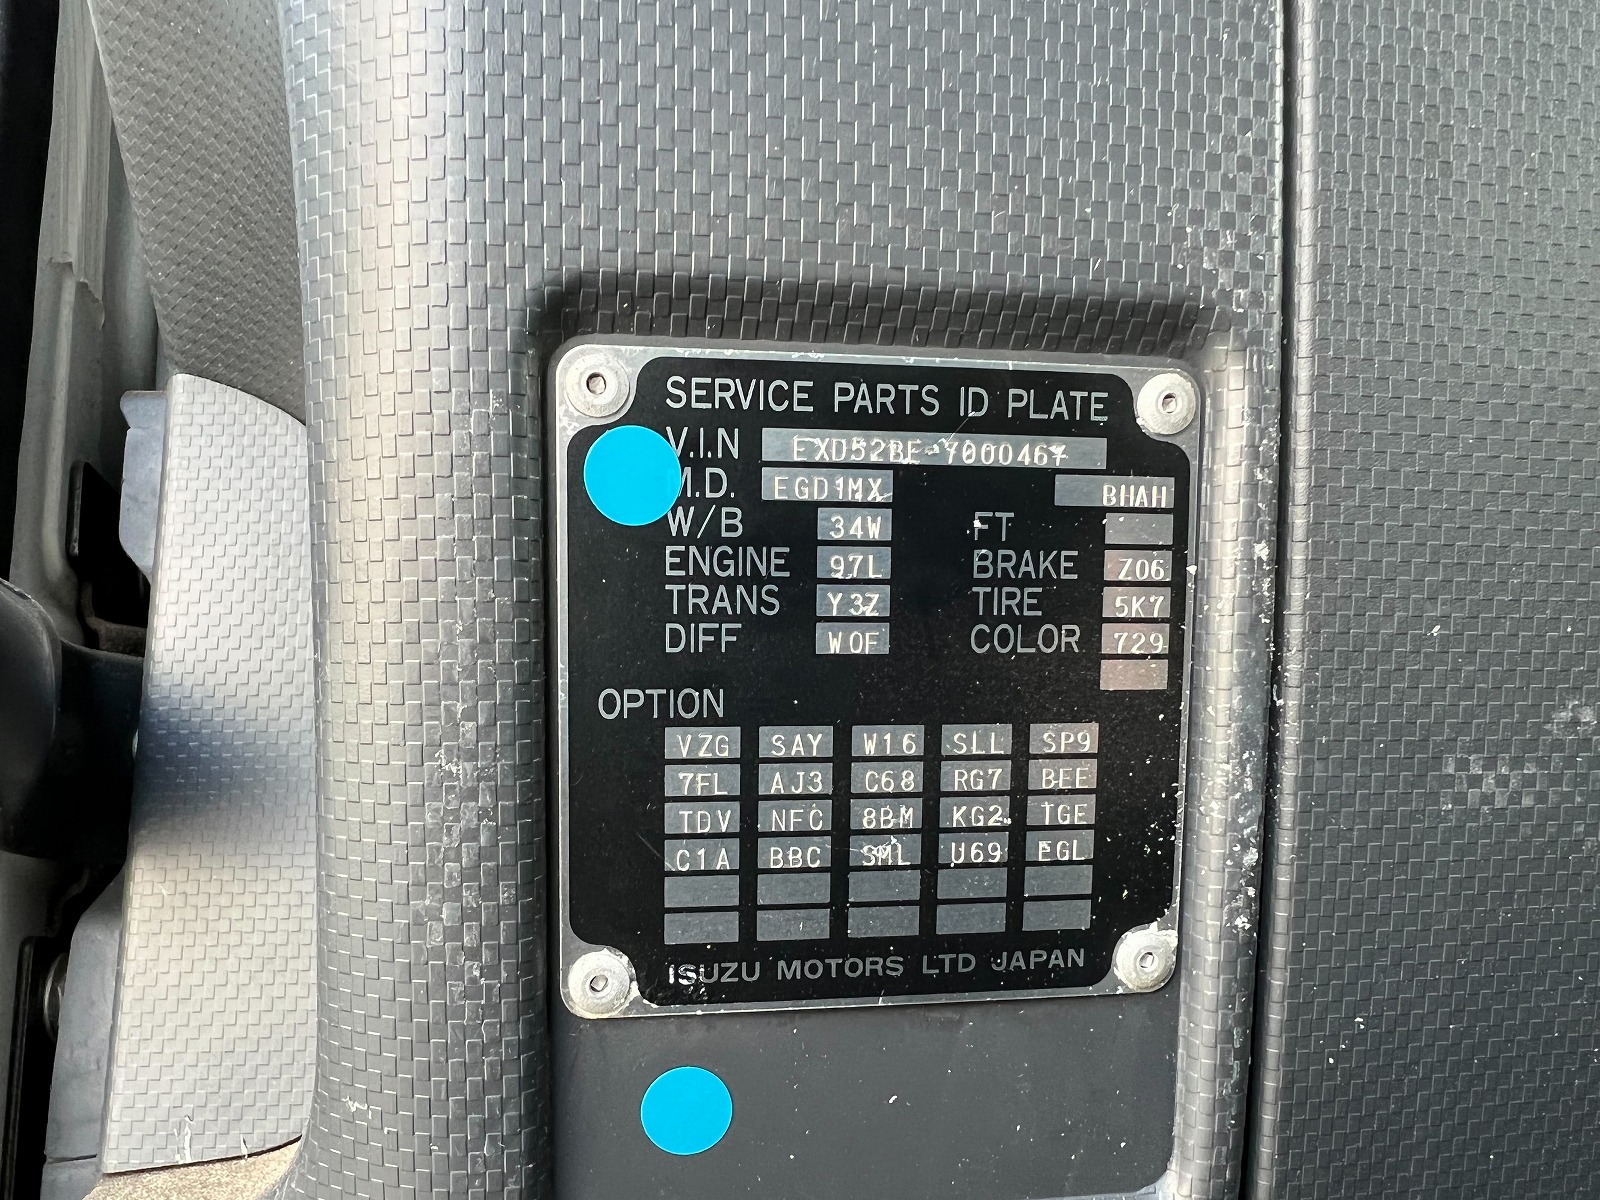 SERVICE PARTS ID PLATE
V.I.N EXD52BE-7000467
M.D. EGD1MX BHAH
W/B 34W FT
ENGINE 97L BRAKE Z06
TRANS Y3Z TIRE 5K7
DIFF W0F COLOR 729
OPTION
VZG SAY W16 SLL SP9
7FL AJ3 C68 RG7 BEE
TDV NFC 8BM KG2 TGE
C1A BBC SML U69 EGL
ISUZU MOTORS LTD JAPAN